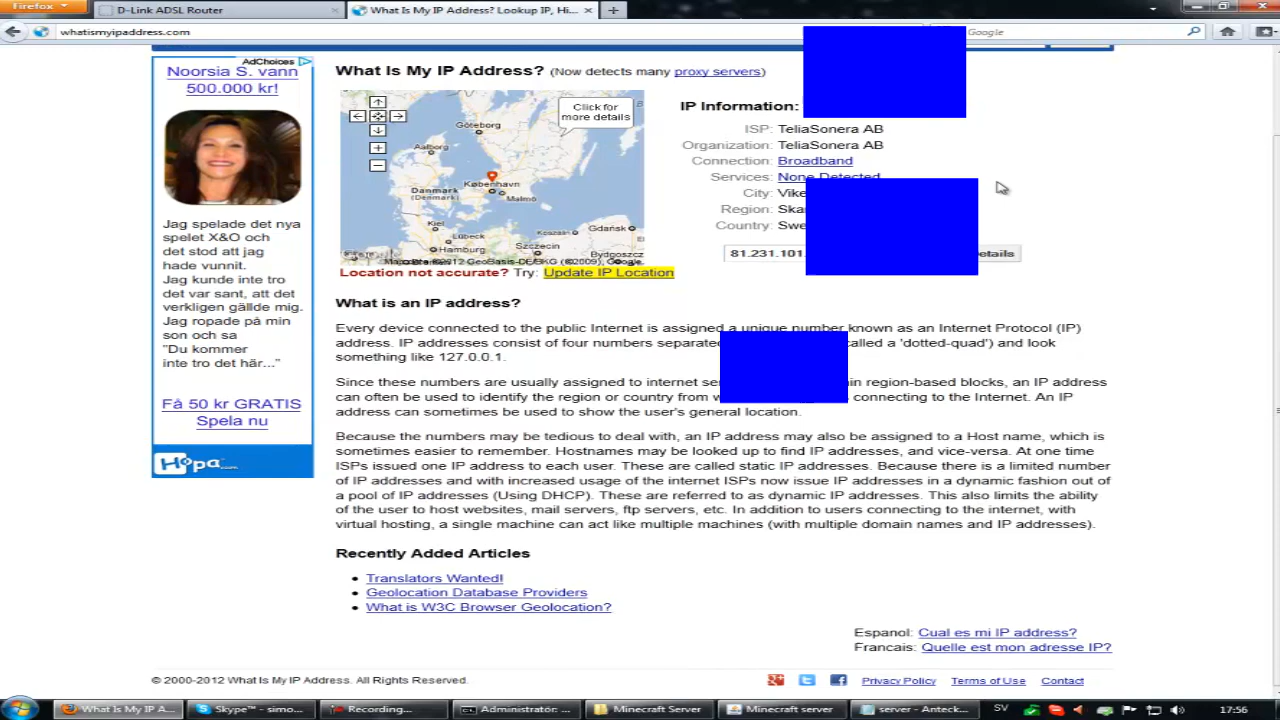 Firefox
D-Link ADSL Router
What Is My IP Address? Lookup IP, Hi...
whatismyipaddress.com
Google
AdChoices
Noorsia S. vann
500.000 kr!
Jag spelade det nya
spelet X&O och
det stod att jag
hade vunnit.
Jag kunde inte tro
det var sant, att det
verkligen gällde mig.
Jag ropade på min
son och sa
"Du kommer
inte tro det här..."
Få 50 kr GRATIS
Spela nu
Hopa.com
What Is My IP Address? (Now detects many proxy servers)
Click for
more details
Göteborg
Aalborg
Danmark
(Denmark)
København
Malmo
Kiel
Lübeck
Hamburg
Gdańsk
Koszalin
Szczecin
Bydgoszcz
Location not accurate? Try: Update IP Location
IP Information:
ISP: TeliaSonera AB
Organization: TeliaSonera AB
Connection: Broadband
Services: None Detected
City: Vike
Region: Ska
Country: Swe
81.231.101.
etails
What is an IP address?
Every device connected to the public Internet is assigned a unique number known as an Internet Protocol (IP)
address. IP addresses consist of four numbers separated alled a 'dotted-quad') and look
something like 127.0.0.1.
Since these numbers are usually assigned to internet se in region-based blocks, an IP address
can often be used to identify the region or country from connecting to the Internet. An IP
address can sometimes be used to show the user's general location.
Because the numbers may be tedious to deal with, an IP address may also be assigned to a Host name, which is
sometimes easier to remember. Hostnames may be looked up to find IP addresses, and vice-versa. At one time
ISPs issued one IP address to each user. These are called static IP addresses. Because there is a limited number
of IP addresses and with increased usage of the internet ISPs now issue IP addresses in a dynamic fashion out of
a pool of IP addresses (Using DHCP). These are referred to as dynamic IP addresses. This also limits the ability
of the user to host websites, mail servers, ftp servers, etc. In addition to users connecting to the internet, with
virtual hosting, a single machine can act like multiple machines (with multiple domain names and IP addresses).
Recently Added Articles
Translators Wanted!
Geolocation Database Providers
What is W3C Browser Geolocation?
Espanol: Cual es mi IP address?
Francais: Quelle est mon adresse IP?
© 2000-2012 What Is My IP Address. All Rights Reserved.
Privacy Policy Terms of Use Contact
What Is My IP A...
Skype™ - simo...
Recording...
Administratör: ...
Minecraft Server
Minecraft server
server - Anteck...
SV
17:56